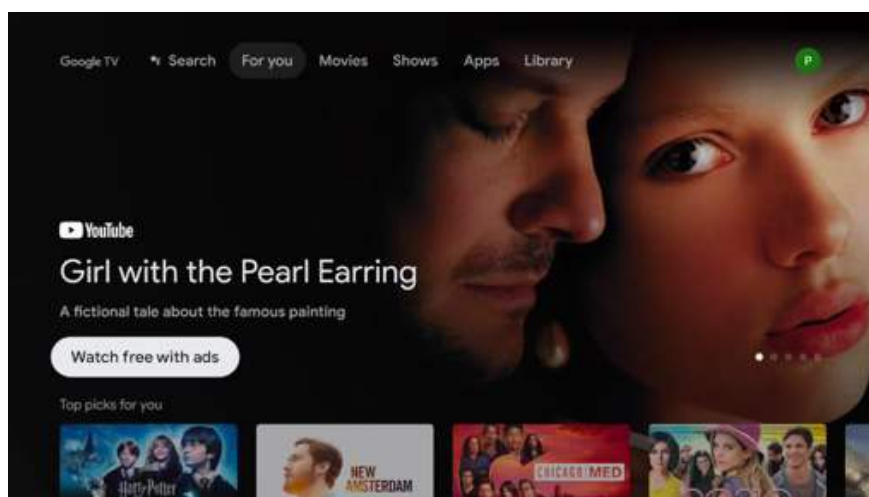 Google TV
Search
For you
Movies
Shows
Apps
Library
P
YouTube
Girl with the Pearl Earring
A fictional tale about the famous painting
Watch free with ads
Top picks for you
Harry Potter
NEW
AMSTERDAM
CHICAGO MED